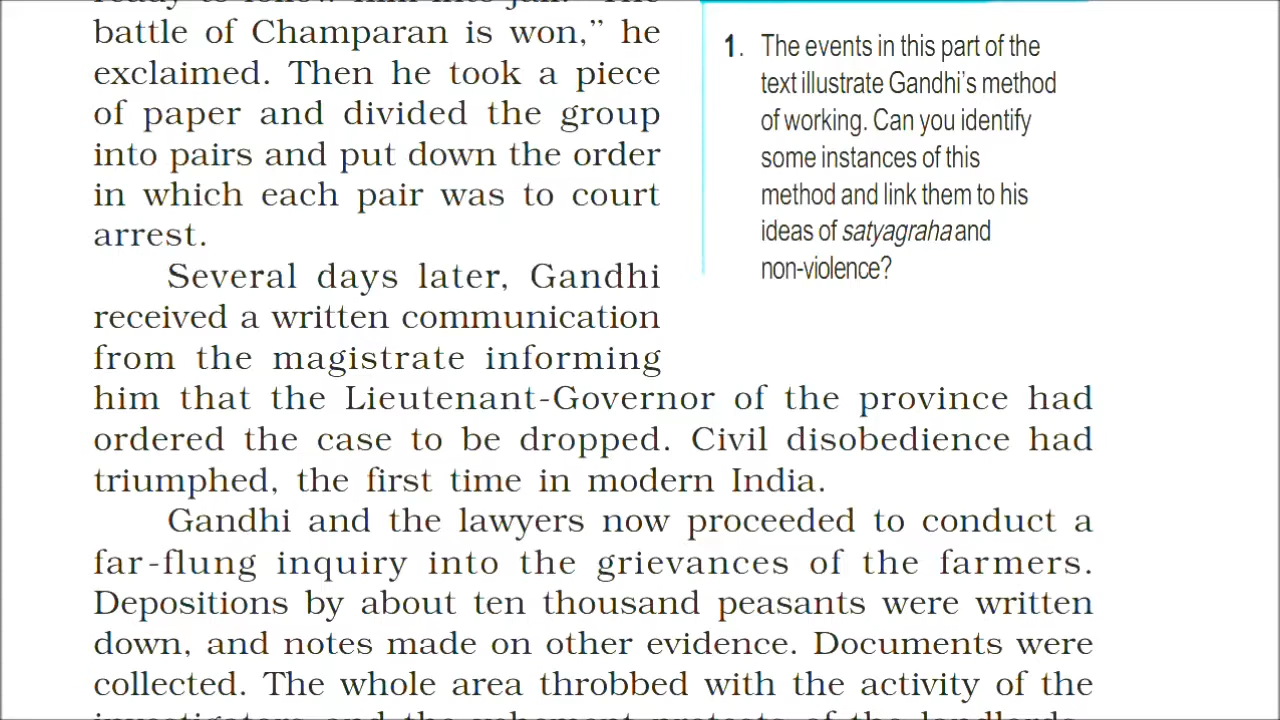 battle of Champaran is won,” he
exclaimed. Then he took a piece
of paper and divided the group
into pairs and put down the order
in which each pair was to court
arrest.
Several days later, Gandhi
received a written communication
from the magistrate informing
him that the Lieutenant-Governor of the province had
ordered the case to be dropped. Civil disobedience had
triumphed, the first time in modern India.
Gandhi and the lawyers now proceeded to conduct a
far-flung inquiry into the grievances of the farmers.
Depositions by about ten thousand peasants were written
down, and notes made on other evidence. Documents were
collected. The whole area throbbed with the activity of the
1. The events in this part of the
text illustrate Gandhi’s method
of working. Can you identify
some instances of this
method and link them to his
ideas of satyagraha and
non-violence?